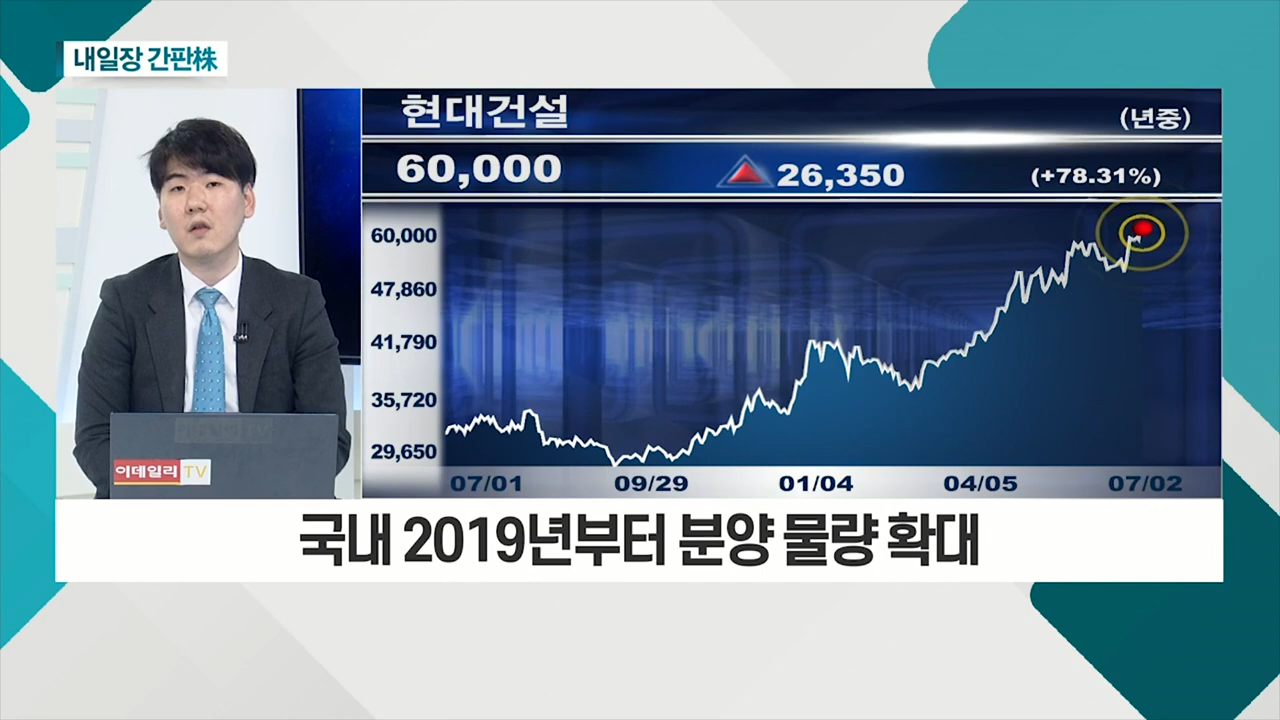 내일장 간판株
현대건설
(년중)
60,000
26,350
(+78.31%)
60,000
47,860
41,790
35,720
29,650
07/01
09/29
01/04
04/05
07/02
이데일리 TV
국내 2019년부터 분양 물량 확대